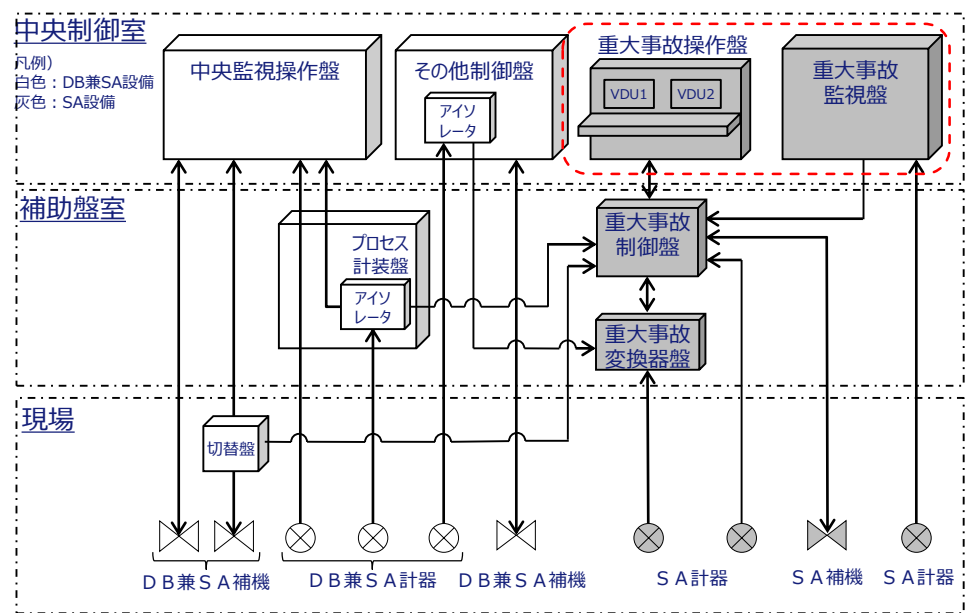 中央制御室
凡例）
白色：DB兼SA設備
灰色：SA設備
中央監視操作盤
その他制御盤
アイソ
レータ
重大事故操作盤
VDU1
VDU2
重大事故
監視盤
補助盤室
プロセス
計装盤
アイソ
レータ
重大事故
制御盤
重大事故
変換器盤
現場
切替盤
ＤＢ兼ＳＡ補機
ＤＢ兼ＳＡ計器
ＤＢ兼ＳＡ補機
ＳＡ計器
ＳＡ補機
ＳＡ計器